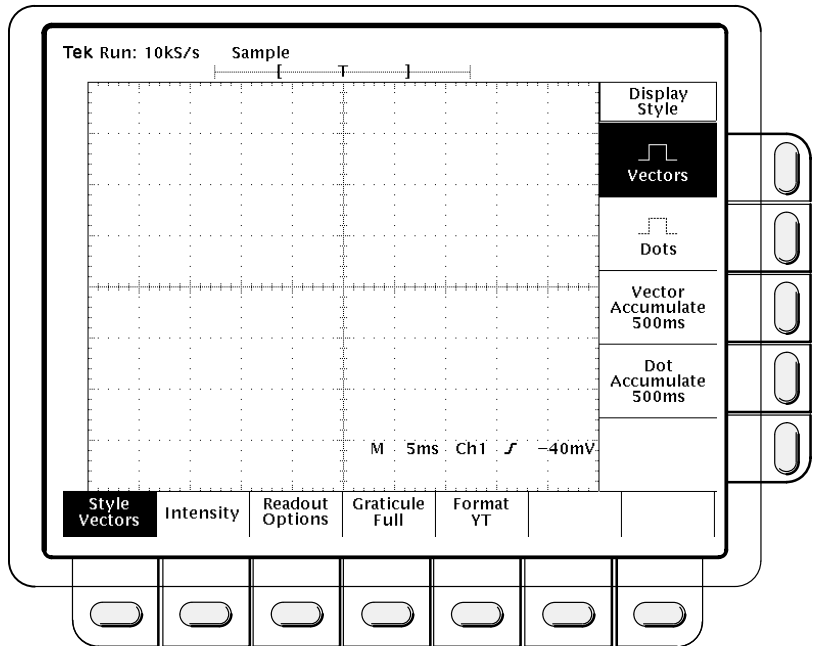 Tek Run: 10kS/s Sample
[ T ]
Display
Style
Vectors
Dots
Vector
Accumulate
500ms
Dot
Accumulate
500ms
M 5ms Ch1 −40mV
Style
Vectors
Intensity
Readout
Options
Graticule
Full
Format
YT